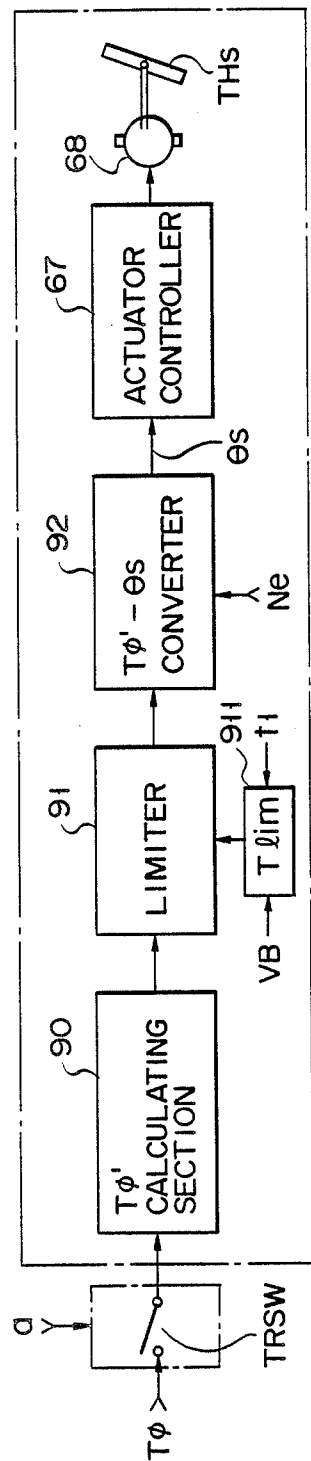 Tφ
a
TRSW
90
Tφ'
CALCULATING
SECTION
91
LIMITER
911
T lim
VB
t1
92
Tφ' - θs
CONVERTER
Ne
θs
67
ACTUATOR
CONTROLLER
68
THs